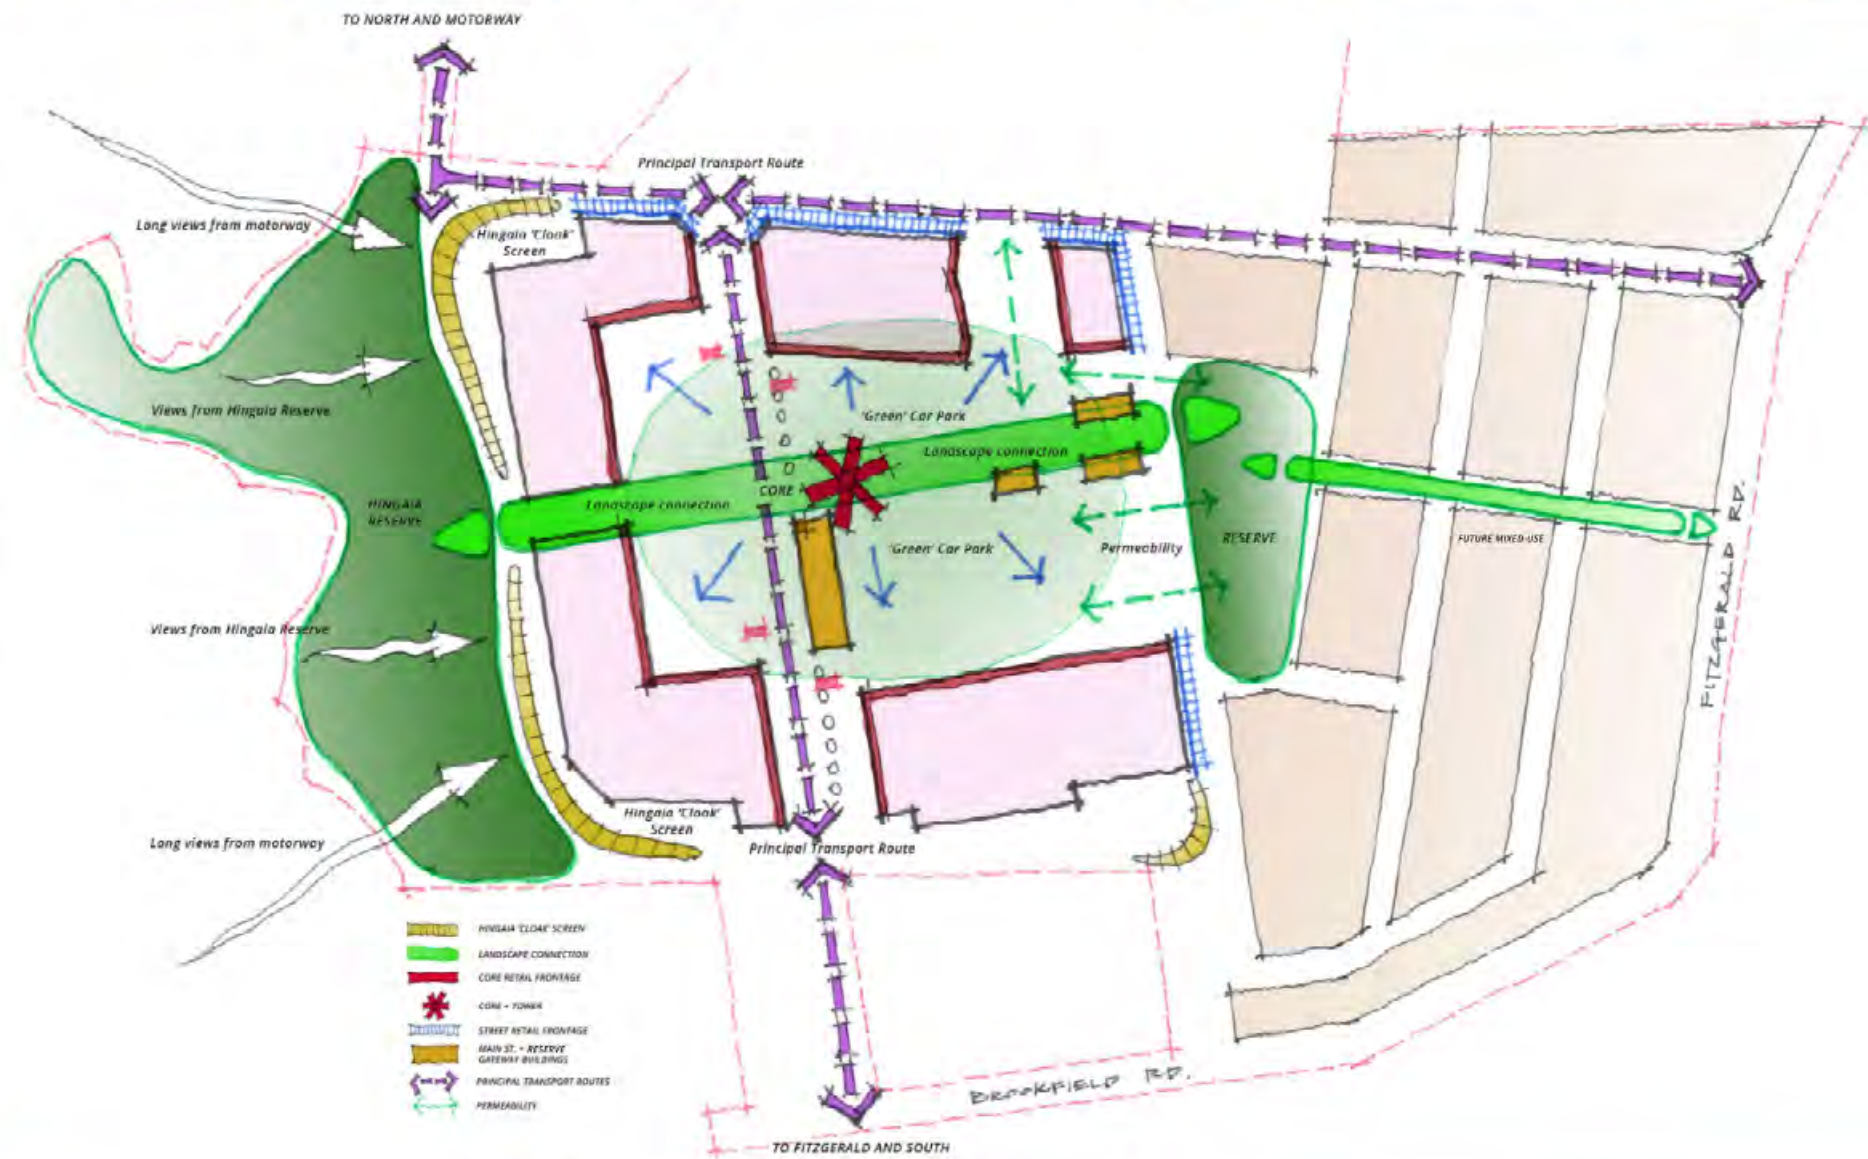 TO NORTH AND MOTORWAY
Principal Transport Route
Long views from motorway
Hingaia 'Cloak'
Screen
Views from Hingaia Reserve
'Green' Car Park
Landscape connection
CORE
Landscape connection
HINGAIA
RESERVE
'Green' Car Park
Permeability
RESERVE
FUTURE MIXED-USE
FITZGERALD RD.
Views from Hingaia Reserve
Hingaia 'Cloak'
Screen
Long views from motorway
Principal Transport Route
HINGAIA 'CLOAK' SCREEN
LANDSCAPE CONNECTION
CORE RETAIL FRONTAGE
CORE + TOWER
STREET RETAIL FRONTAGE
MAIN ST. + RESERVE
GATEWAY BUILDINGS
PRINCIPAL TRANSPORT ROUTES
PERMEABILITY
BROOKFIELD RD.
TO FITZGERALD AND SOUTH